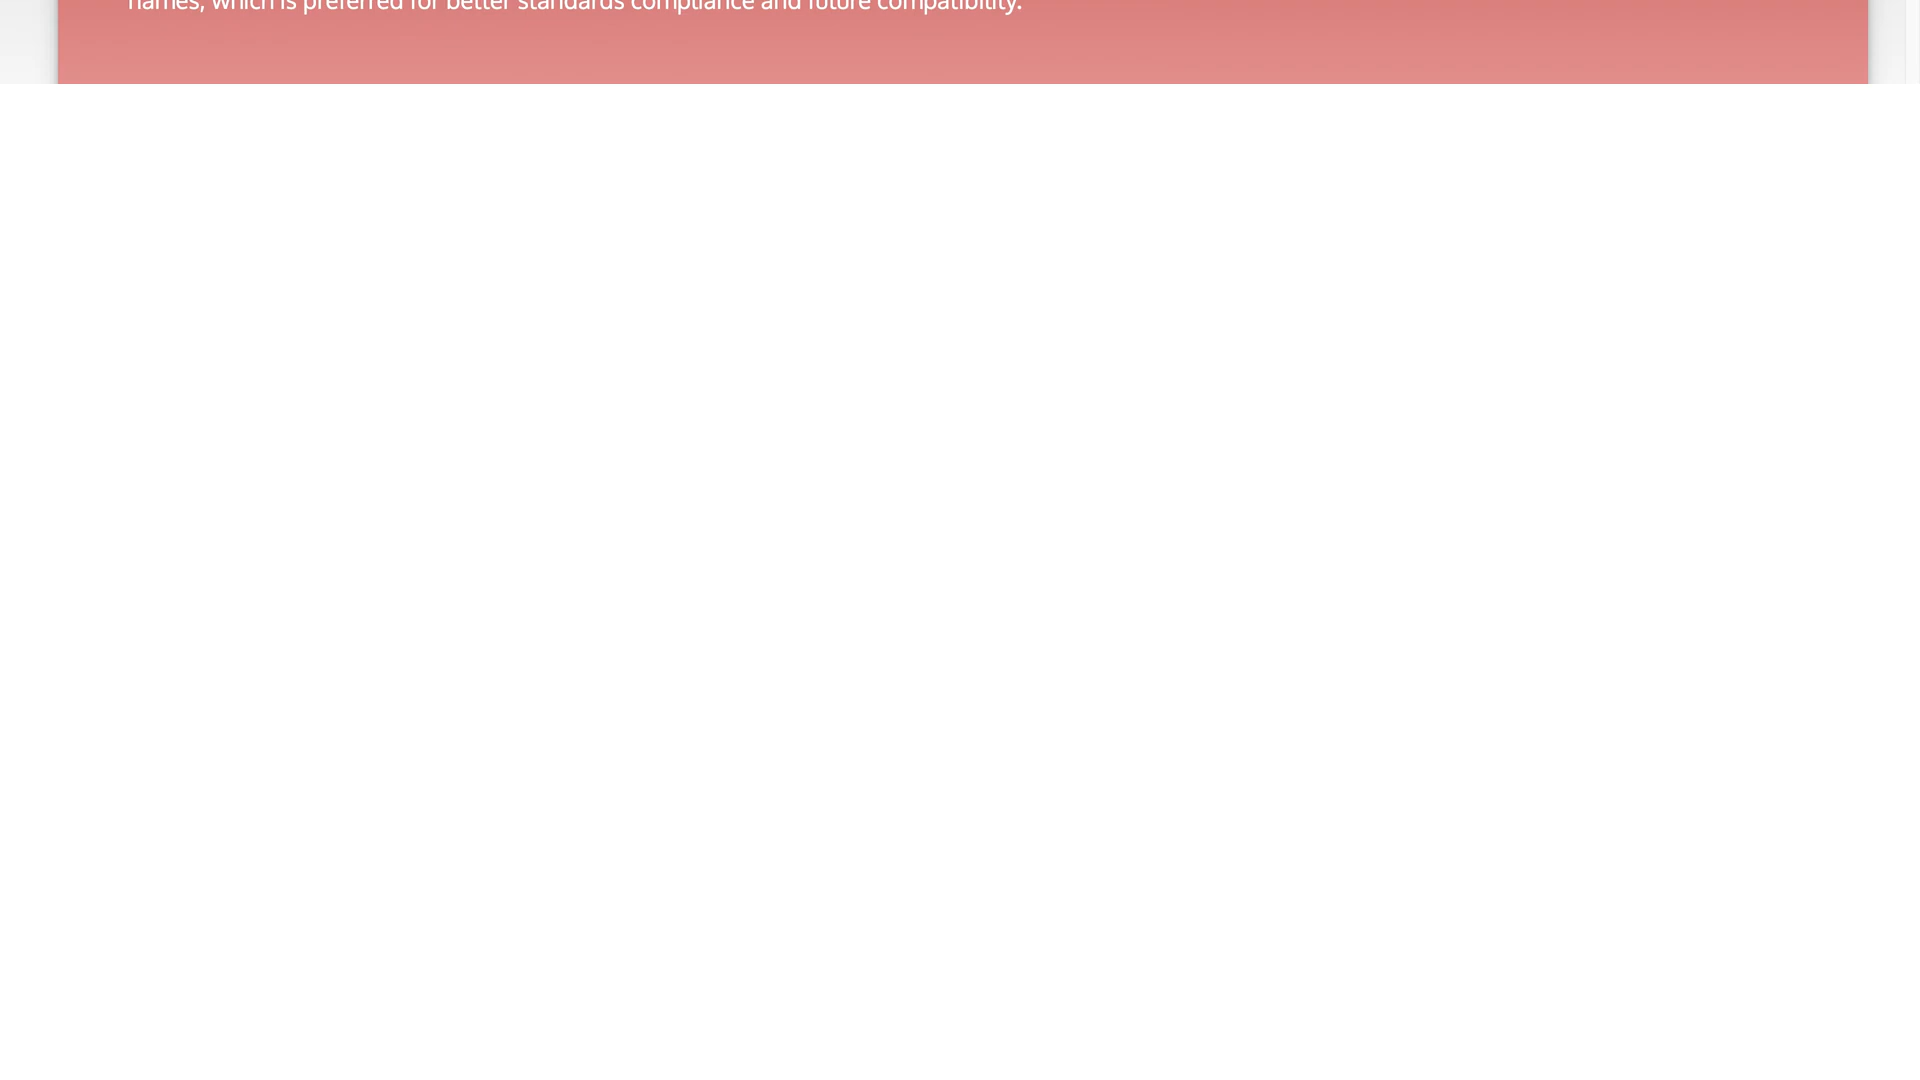 names, which is preferred for better standards compliance and future compatibility.